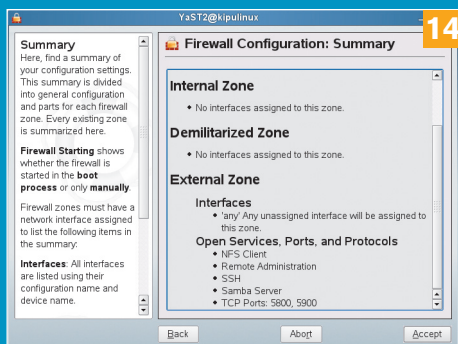 YaST2@kipulinux
14
Summary
Here, find a summary of
your configuration settings.
This summary is divided
into general configuration
and parts for each firewall
zone. Every existing zone
is summarized here.
Firewall Starting shows
whether the firewall is
started in the boot
process or only manually.
Firewall zones must have a
network interface assigned
to list the following items in
the summary:
Interfaces: All interfaces
are listed using their
configuration name and
device name.
Firewall Configuration: Summary
Internal Zone
• No interfaces assigned to this zone.
Demilitarized Zone
• No interfaces assigned to this zone.
External Zone
Interfaces
• 'any' Any unassigned interface will be assigned to
this zone.
Open Services, Ports, and Protocols
• NFS Client
• Remote Administration
• SSH
• Samba Server
• TCP Ports: 5800, 5900
Back
Abort
Accept